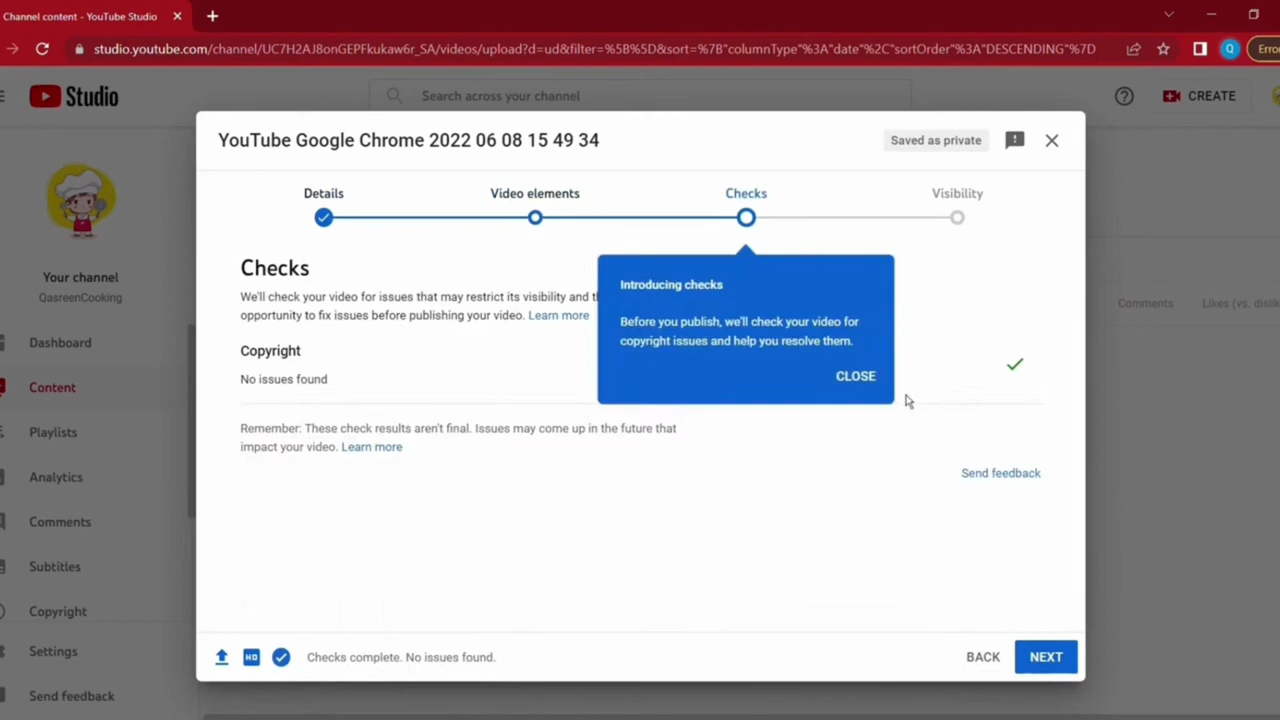 Channel content - YouTube Studio
studio.youtube.com/channel/UC7H2AJ8onGEPFkukaw6r_SA/videos/upload?d=ud&filter=%5B%5D&sort=%7B"columnType"%3A"date"%2C"sortOrder"%3A"DESCENDING"%7D
Q
Erro
Studio
Search across your channel
CREATE
YouTube Google Chrome 2022 06 08 15 49 34
Saved as private
Details
Video elements
Checks
Visibility
Your channel
QasreenCooking
Dashboard
Content
Playlists
Analytics
Comments
Subtitles
Copyright
Settings
Send feedback
Checks
We'll check your video for issues that may restrict its visibility and th
opportunity to fix issues before publishing your video. Learn more
Introducing checks
Before you publish, we'll check your video for
copyright issues and help you resolve them.
CLOSE
Copyright
No issues found
Remember: These check results aren't final. Issues may come up in the future that
impact your video. Learn more
Send feedback
Comments
Likes (vs. dislik
HD
Checks complete. No issues found.
BACK
NEXT